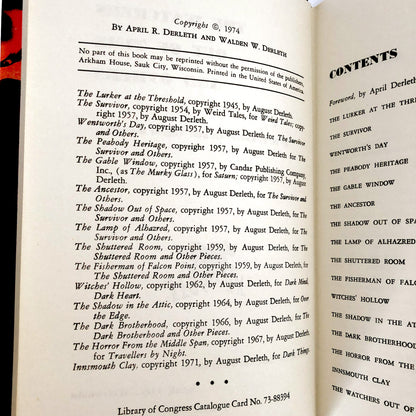 Copyright ©, 1974
By April R. Derleth and Walden W. Derleth
No part of this book may be reprinted without the permission of the publishers,
Arkham House, Sauk City, Wisconsin. Printed in the United States of America.
The Lurker at the Threshold, copyright 1945, by August Derleth.
The Survivor, copyright 1954, by Weird Tales, for Weird Tales; copy-
right 1957, by August Derleth.
Wentworth's Day, copyright 1957, by August Derleth, for The Survivor
and Others.
The Peabody Heritage, copyright 1957, by August Derleth, for The
Survivor and Others.
The Gable Window, copyright 1957, by Candar Publishing Company,
Inc., (as The Murky Glass), for Saturn; copyright 1957, by August
Derleth.
The Ancestor, copyright 1957, by August Derleth, for The Survivor and
Others.
The Shadow Out of Space, copyright 1957, by August Derleth, for The
Survivor and Others.
The Lamp of Alhazred, copyright 1957, by August Derleth, for The
Survivor and Others.
The Shuttered Room, copyright 1959, by August Derleth, for The
Shuttered Room and Other Pieces.
The Fisherman of Falcon Point, copyright 1959, by August Derleth, for
The Shuttered Room and Other Pieces.
Witches' Hollow, copyright 1962, by August Derleth, for Dark Mind,
Dark Heart.
The Shadow in the Attic, copyright 1964, by August Derleth, for Over
the Edge.
The Dark Brotherhood, copyright 1966, by August Derleth, for The
Dark Brotherhood and Other Pieces.
The Horror From the Middle Span, copyright 1967, by August Derleth,
for Travellers by Night.
Innsmouth Clay, copyright 1971, by August Derleth, for Dark Things.
• • •
Library of Congress Catalogue Card No. 73-88394
CONTENTS
Foreword, by April Derleth
THE LURKER AT THE
THE SURVIVOR
WENTWORTH'S DAY
THE PEABODY HERITAGE
THE GABLE WINDOW
THE ANCESTOR
THE SHADOW OUT OF
THE LAMP OF ALHAZRED
THE SHUTTERED ROOM
THE FISHERMAN OF FALCON
WITCHES' HOLLOW
THE SHADOW IN THE
THE DARK BROTHERHOOD
THE HORROR FROM THE
INNSMOUTH CLAY
THE WATCHERS OUT OF